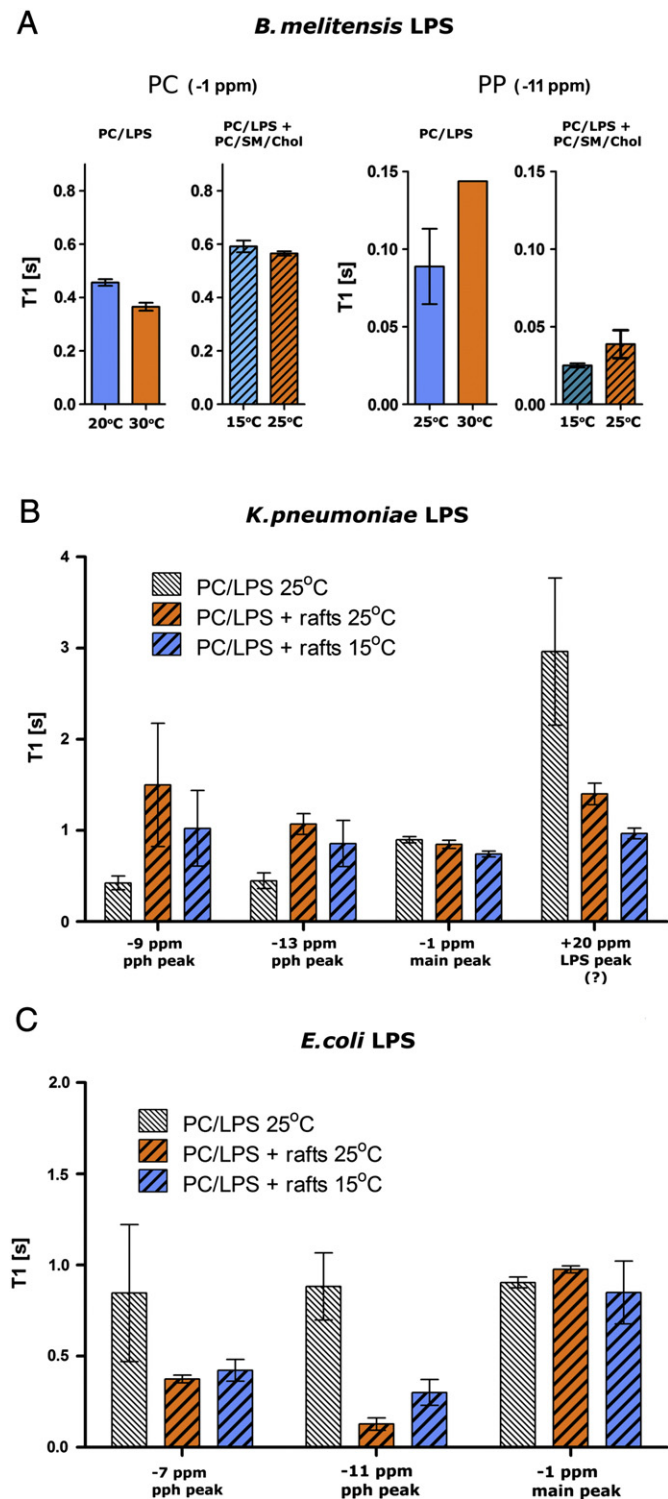 A
B.melitensis LPS
PC (-1 ppm)
PP (-11 ppm)
PC/LPS
PC/LPS +
PC/SM/Chol
PC/LPS
PC/LPS +
PC/SM/Chol
T1 [s]
0.8
0.6
0.4
0.2
0.0
20°C 30°C
0.8
0.6
0.4
0.2
0.0
15°C 25°C
T1 [s]
0.15
0.10
0.05
0.00
25°C 30°C
0.15
0.10
0.05
0.00
15°C 25°C
B
K.pneumoniae LPS
T1 [s]
4
3
2
1
0
PC/LPS 25°C
PC/LPS + rafts 25°C
PC/LPS + rafts 15°C
-9 ppm
pph peak
-13 ppm
pph peak
-1 ppm
main peak
+20 ppm
LPS peak
(?)
C
E.coli LPS
T1 [s]
2.0
1.5
1.0
0.5
0.0
PC/LPS 25°C
PC/LPS + rafts 25°C
PC/LPS + rafts 15°C
-7 ppm
pph peak
-11 ppm
pph peak
-1 ppm
main peak